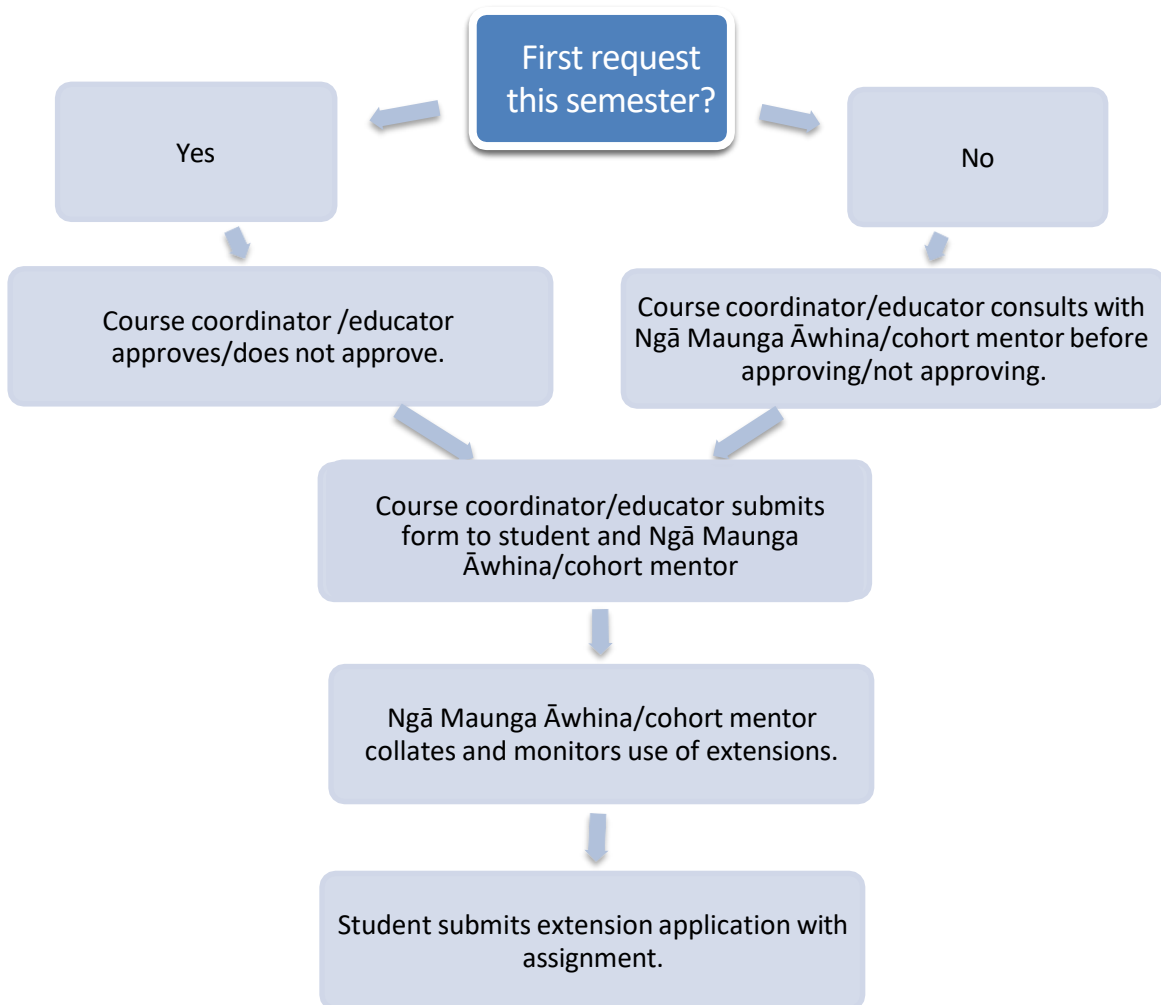 First request
this semester?
Yes
No
Course coordinator /educator
approves/does not approve.
Course coordinator/educator consults with
Ngā Maunga Āwhina/cohort mentor before
approving/not approving.
Course coordinator/educator submits
form to student and Ngā Maunga
Āwhina/cohort mentor
Ngā Maunga Āwhina/cohort mentor
collates and monitors use of extensions.
Student submits extension application with
assignment.